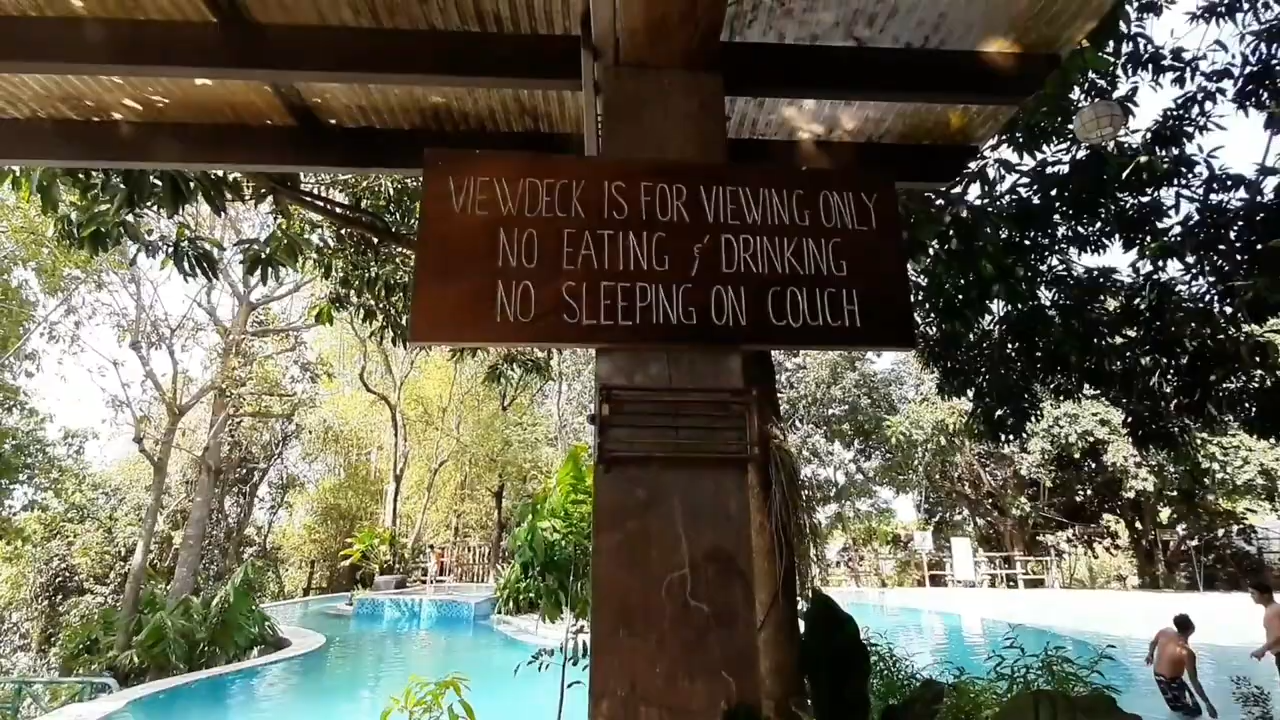 VIEWDECK IS FOR VIEWING ONLY
NO EATING & DRINKING
NO SLEEPING ON COUCH